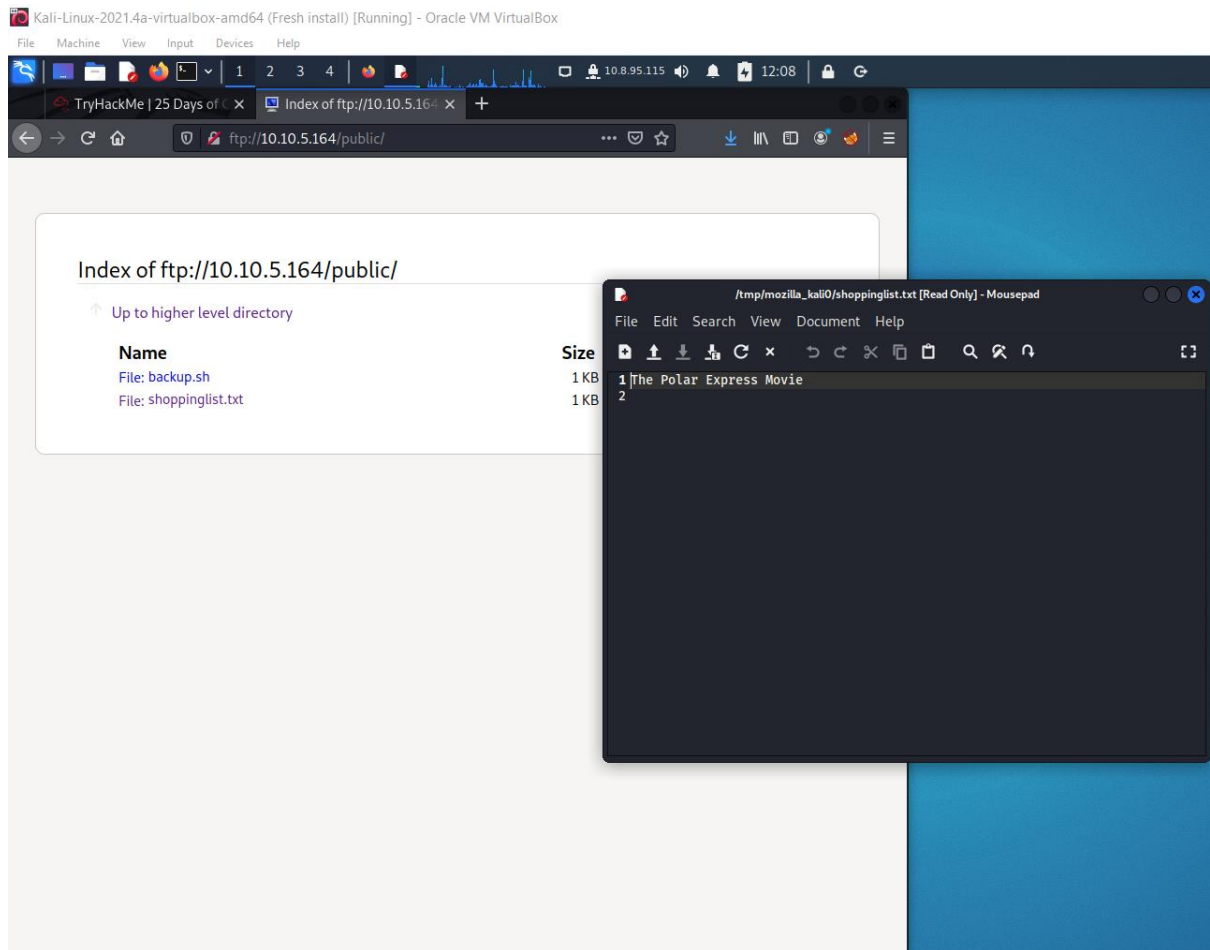 Kali-Linux-2021.4a-virtualbox-amd64 (Fresh install) [Running] - Oracle VM VirtualBox
File Machine View Input Devices Help
1 2 3 4 10.8.95.115 12:08
TryHackMe | 25 Days of Index of ftp://10.10.5.164
ftp://10.10.5.164/public/
Index of ftp://10.10.5.164/public/
Up to higher level directory
Name Size
File: backup.sh 1 KB
File: shoppinglist.txt 1 KB
/tmp/mozilla_kali0/shoppinglist.txt [Read Only] - Mousepad
File Edit Search View Document Help
1 The Polar Express Movie
2